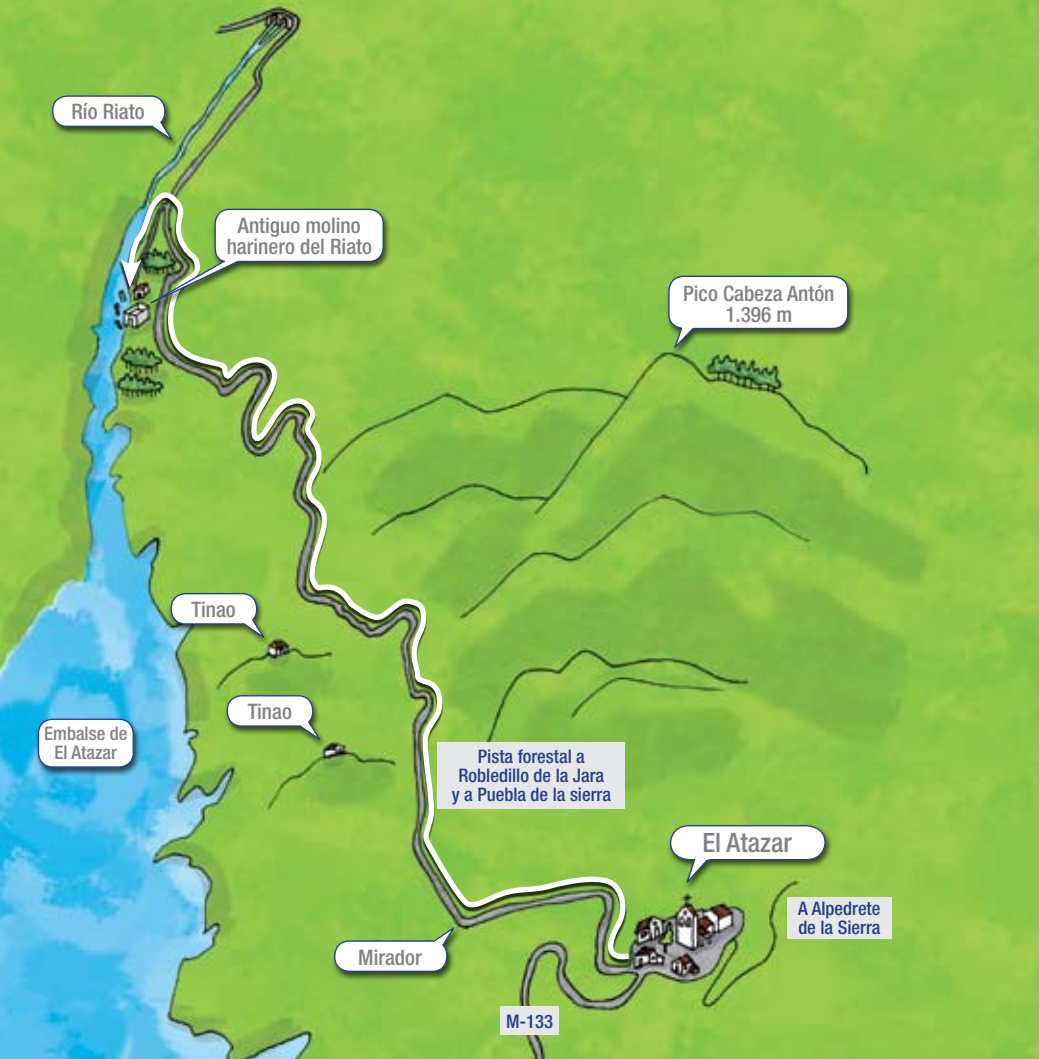 Río Riato
Antiguo molino
harinero del Riato
Pico Cabeza Antón
1.396 m
Tinao
Tinao
Embalse de
El Atazar
Pista forestal a
Robledillo de la Jara
y a Puebla de la sierra
El Atazar
A Alpedrete
de la Sierra
Mirador
M-133